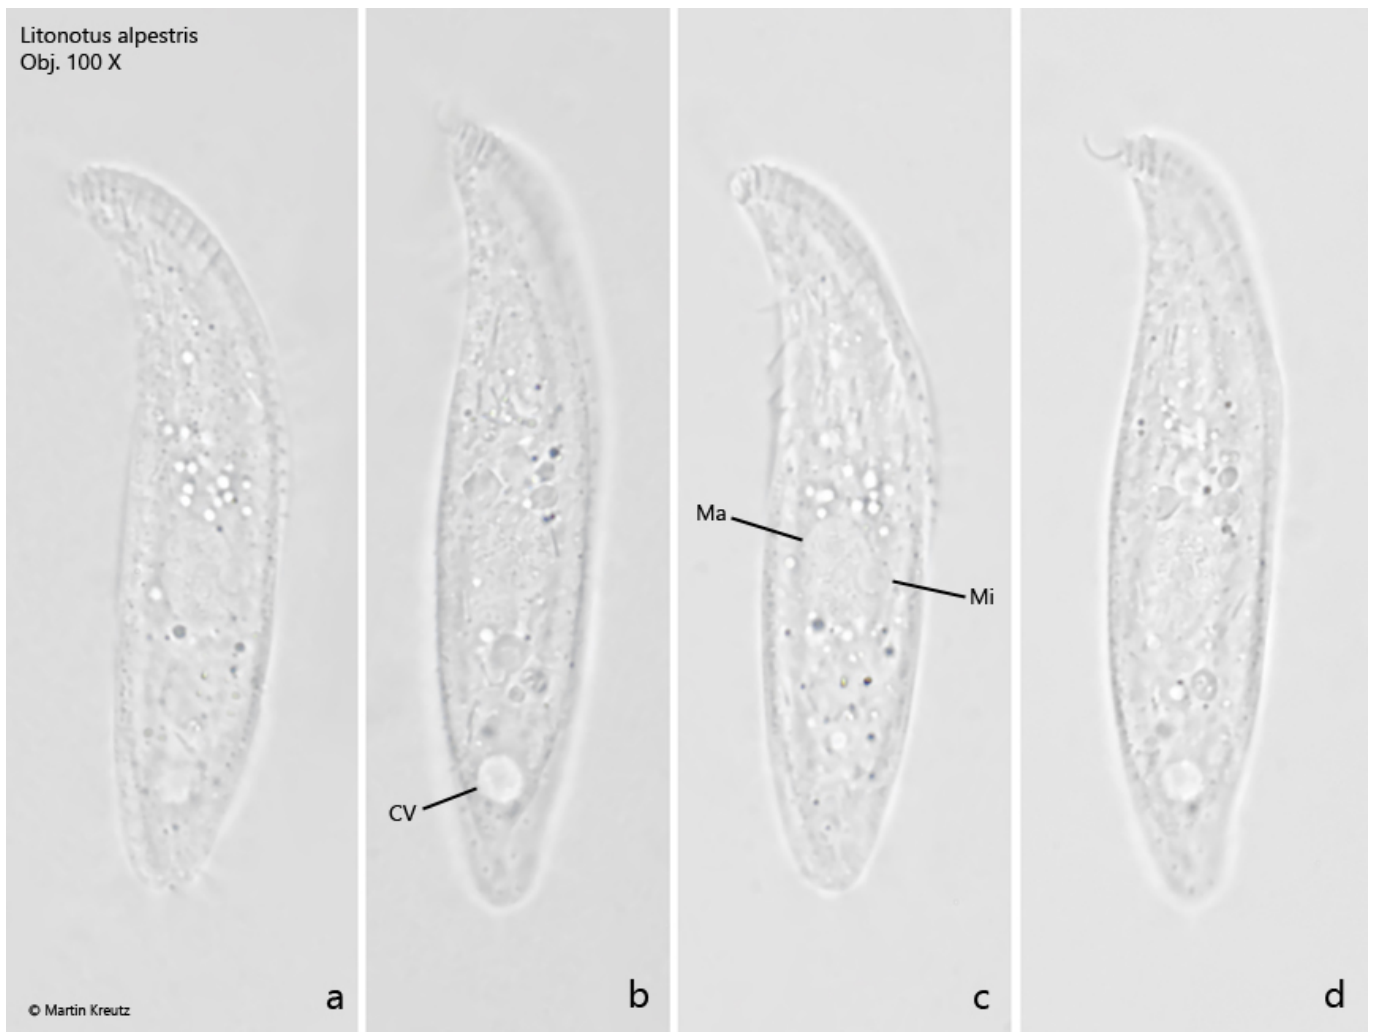 Litonotus alpestris
Obj. 100 X
Ma
Mi
CV
© Martin Kreutz
a
b
c
d